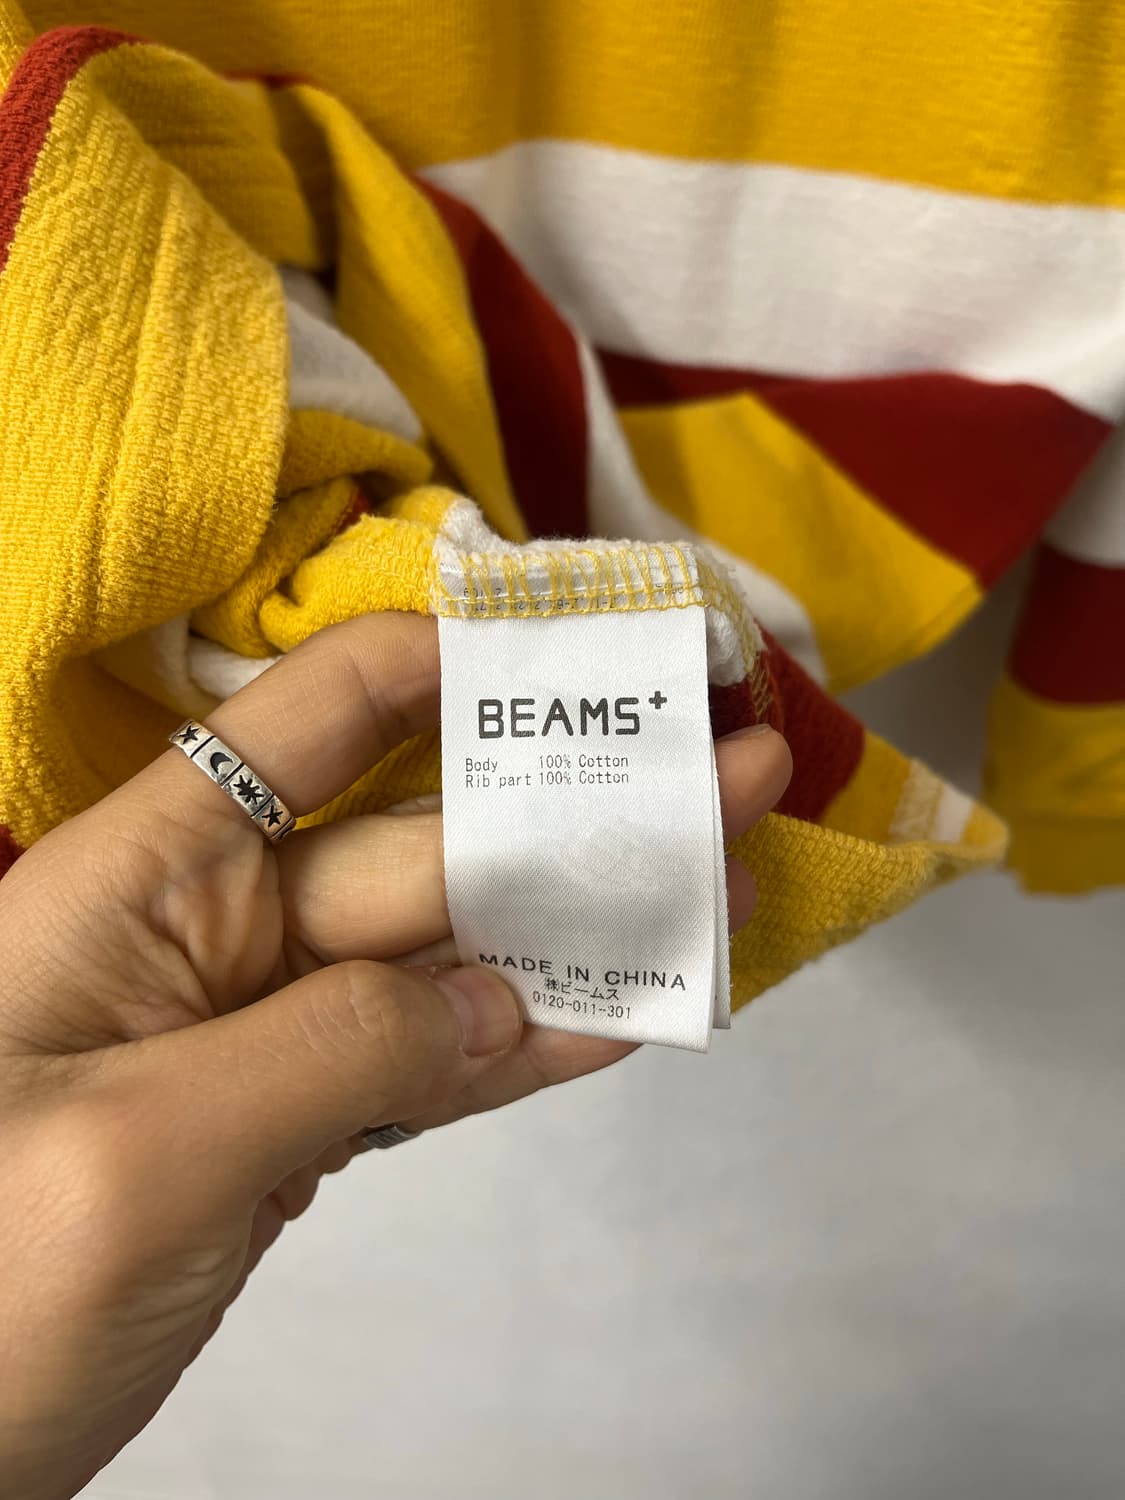 BEAMS+
Body 100% Cotton
Rib part 100% Cotton
MADE IN CHINA
㈱ビームス
0120-011-301